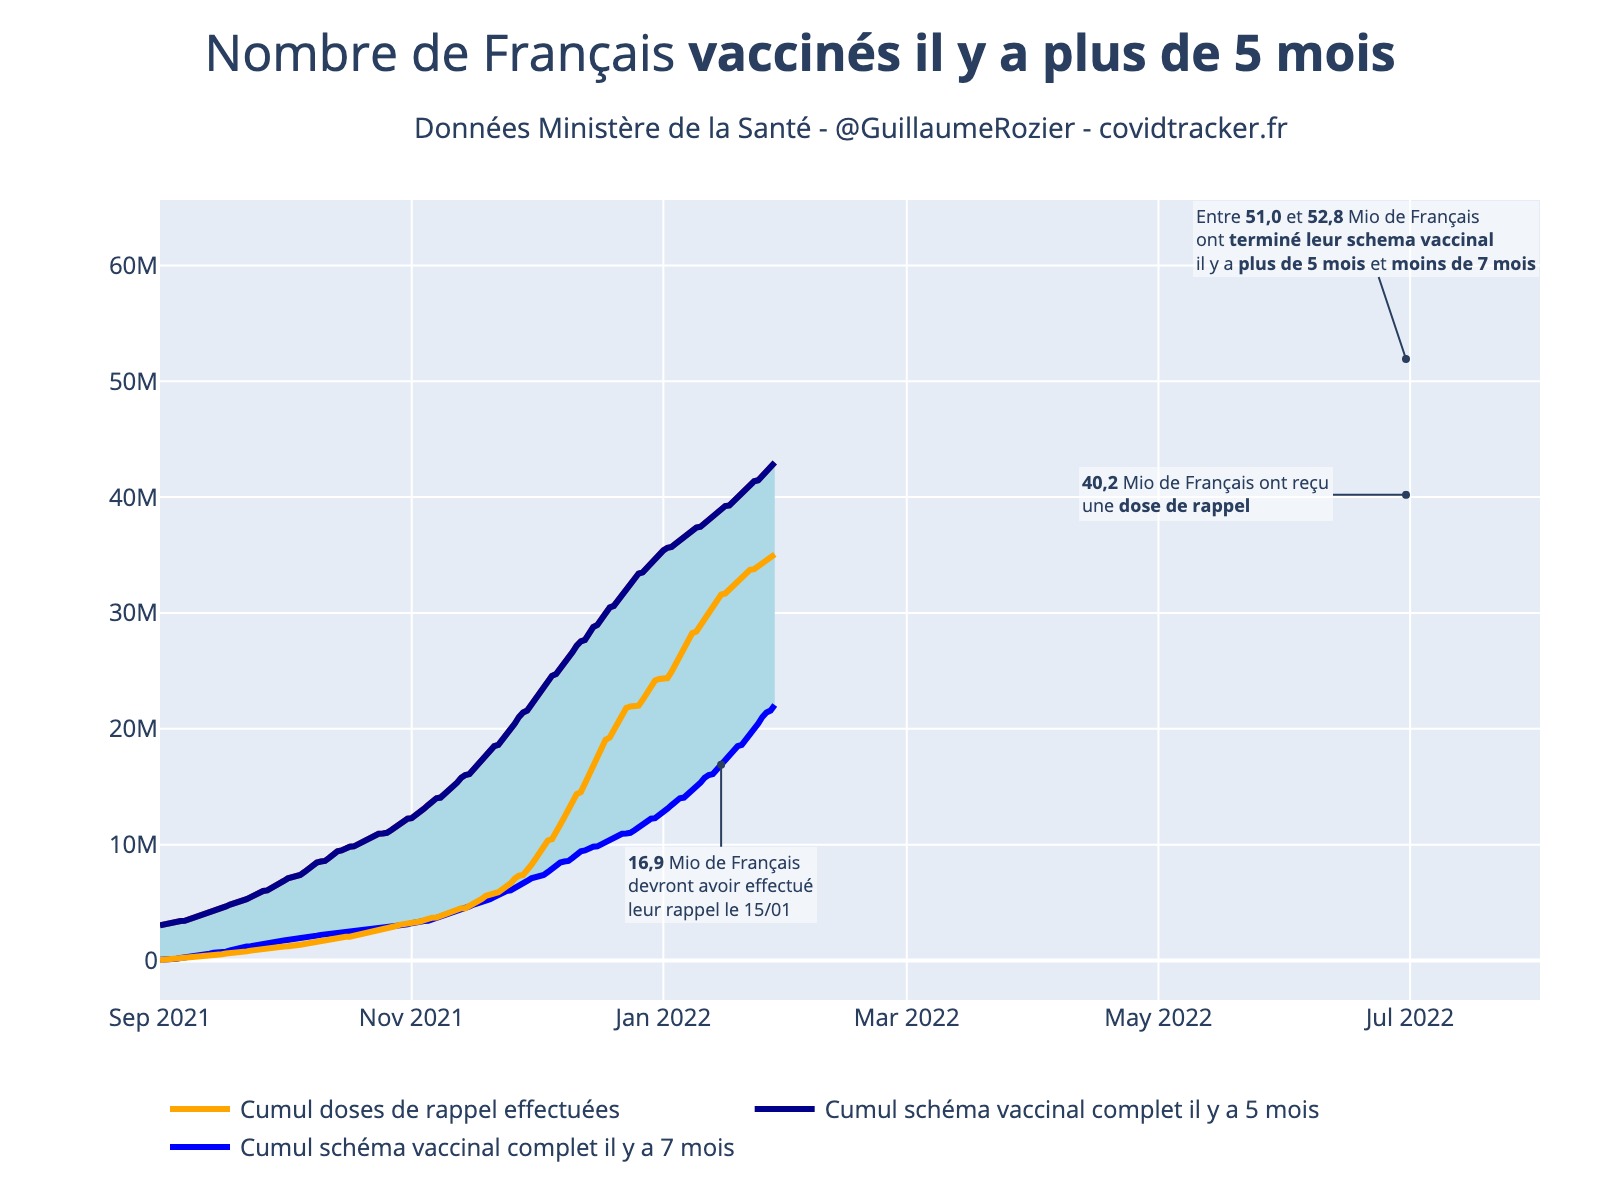 Nombre de Français vaccinés il y a plus de 5 mois
Données Ministère de la Santé - @GuillaumeRozier - covidtracker.fr
Entre 51,0 et 52,8 Mio de Français
ont terminé leur schema vaccinal
il y a plus de 5 mois et moins de 7 mois
60M
50M
40,2 Mio de Français ont reçu
une dose de rappel
40M
30M
20M
10M
16,9 Mio de Français
devront avoir effectué
leur rappel le 15/01
0
Sep 2021 Nov 2021 Jan 2022 Mar 2022 May 2022 Jul 2022
Cumul doses de rappel effectuées Cumul schéma vaccinal complet il y a 5 mois
Cumul schéma vaccinal complet il y a 7 mois